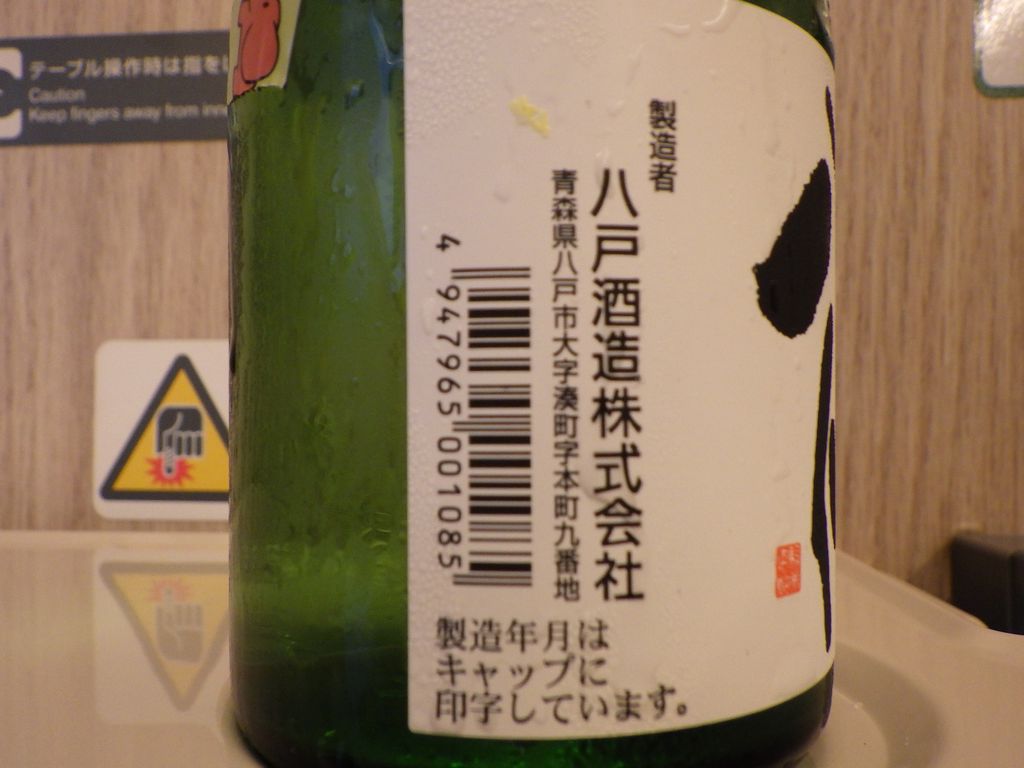 テーブル操作時は指を
Caution
Keep fingers away from
製造者
八戸酒造株式会社
青森県八戸市大字湊町字本町九番地
4 947965 001085
製造年月は
キャップに
印字しています。